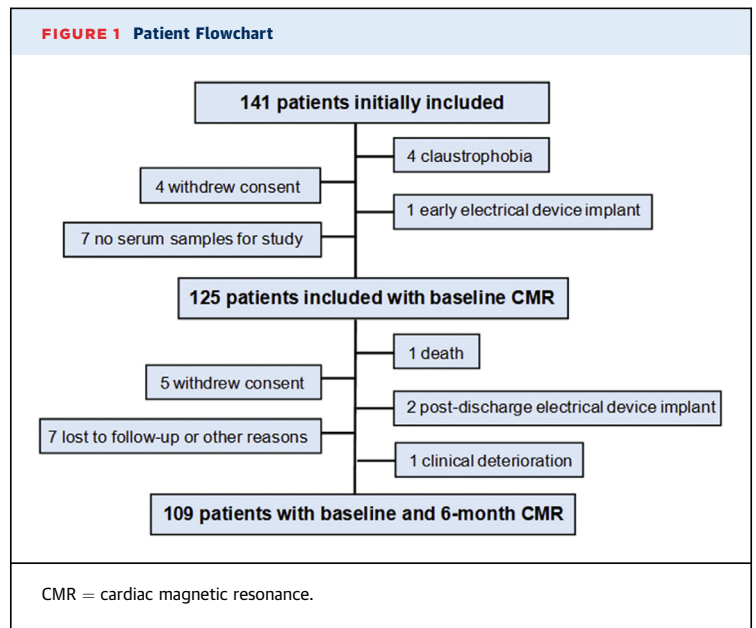 FIGURE 1 Patient Flowchart
141 patients initially included
4 claustrophobia
4 withdrew consent
1 early electrical device implant
7 no serum samples for study
125 patients included with baseline CMR
1 death
5 withdrew consent
2 post-discharge electrical device implant
7 lost to follow-up or other reasons
1 clinical deterioration
109 patients with baseline and 6-month CMR
CMR = cardiac magnetic resonance.